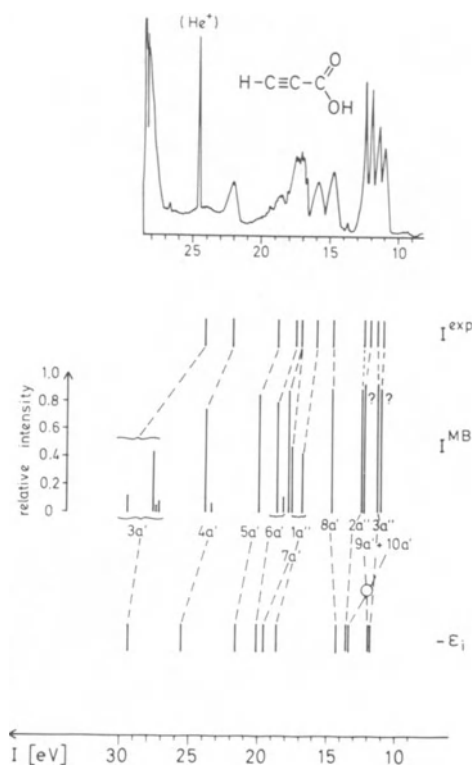 (He⁺)
H-C≡C-C
O
OH
25 20 15 10
I^exp
1.0
0.8
0.6
0.4
0.2
0
relative intensity
? ?
I^MB
3a' 4a' 5a' 6a' 1a'' 8a' 2a'' 3a''
7a' 9a' + 10a'
-ε_i
I [eV] 30 25 20 15 10